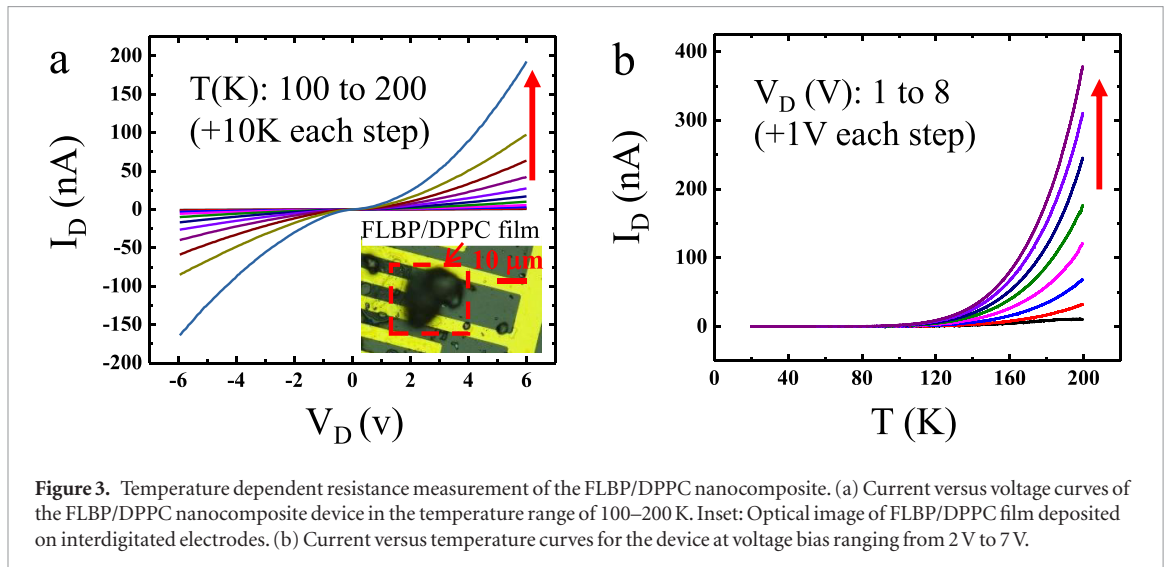 a
200
150
100
50
0
-50
-100
-150
-200
I_D (nA)
T(K): 100 to 200
(+10K each step)
FLBP/DPPC film
10 μm
-6 -4 -2 0 2 4 6
V_D (v)
b
400
300
200
100
0
I_D (nA)
V_D (V): 1 to 8
(+1V each step)
0 40 80 120 160 200
T (K)
Figure 3. Temperature dependent resistance measurement of the FLBP/DPPC nanocomposite. (a) Current versus voltage curves of
the FLBP/DPPC nanocomposite device in the temperature range of 100–200 K. Inset: Optical image of FLBP/DPPC film deposited
on interdigitated electrodes. (b) Current versus temperature curves for the device at voltage bias ranging from 2 V to 7 V.